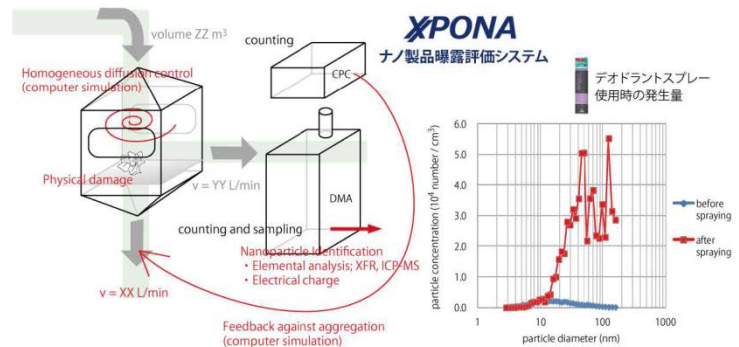 volume ZZ m³
counting
XPONA
ナノ製品曝露評価システム
CPC
Homogeneous diffusion control
(computer simulation)
Physical damage
v = YY L/min
DMA
counting and sampling
Nanoparticle Identification
・Elemental analysis; XFR, ICP-MS
・Electrical charge
v = XX L/min
Feedback against aggregation
(computer simulation)
デオドラントスプレー
使用時の発生量
particle concentration (10⁴ number / cm³)
6.0
5.0
4.0
3.0
2.0
1.0
0.0
1
10
100
1000
particle diameter (nm)
before
spraying
after
spraying